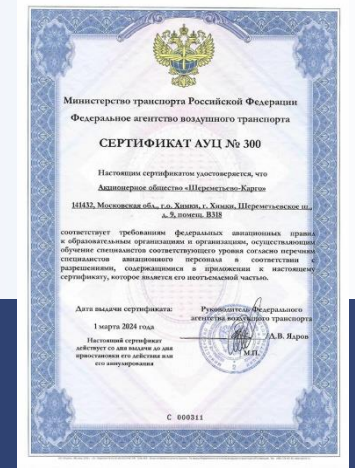 Министерство транспорта Российской Федерации
Федеральное агентство воздушного транспорта
СЕРТИФИКАТ АУЦ № 300
Настоящим сертификатом удостоверяется, что
Акционерное общество «Шереметьево-Карго»
141432, Московская обл., г.о. Химки, г. Химки, Шереметьевское ш.,
д. 9, помещ. В318
соответствует требованиям федеральных авиационных правил
к образовательным организациям и организациям, осуществляющим
обучение специалистов соответствующего уровня согласно перечням
специалистов авиационного персонала в соответствии с
разрешениями, содержащимися в приложении к настоящему
сертификату, которое является его неотъемлемой частью.
Дата выдачи сертификата:
1 марта 2024 года
Настоящий сертификат
действует со дня выдачи до дня
приостановки его действия или
его аннулирования
Руководитель Федерального
агентства воздушного транспорта
А.В. Ядров
М.П.
С 000311